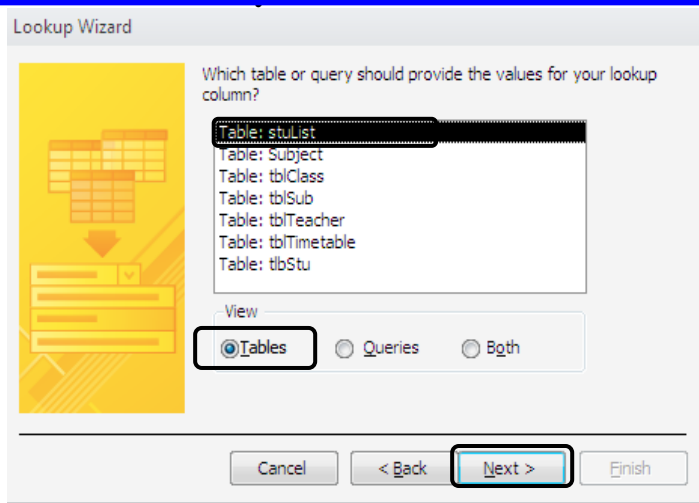 Lookup Wizard
Which table or query should provide the values for your lookup
column?
Table: stuList
Table: Subject
Table: tblClass
Table: tblSub
Table: tblTeacher
Table: tblTimetable
Table: tlbStu
View
Tables
Queries
Both
Cancel
< Back
Next >
Finish